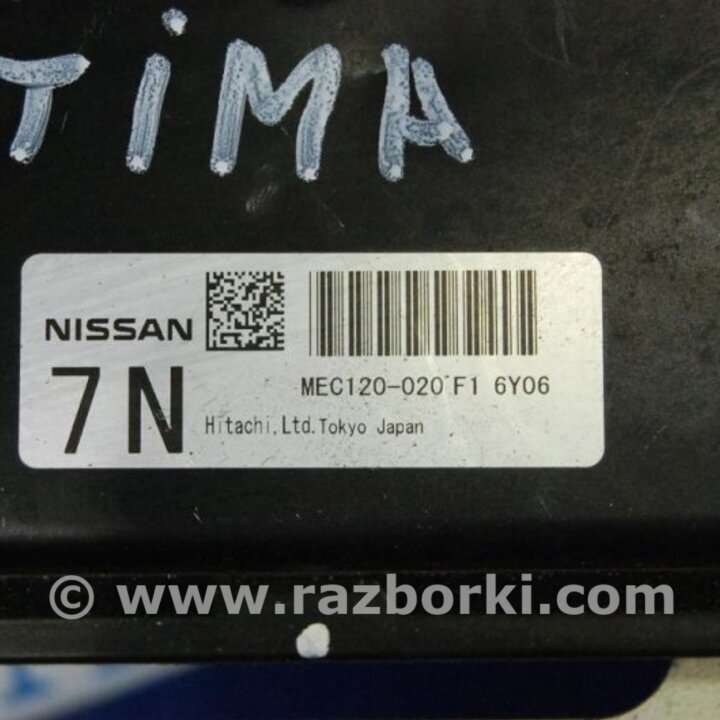 TiMA
NISSAN
7N
MEC120-020 F1 6Y06
Hitachi,Ltd.Tokyo Japan
© www.razborki.com